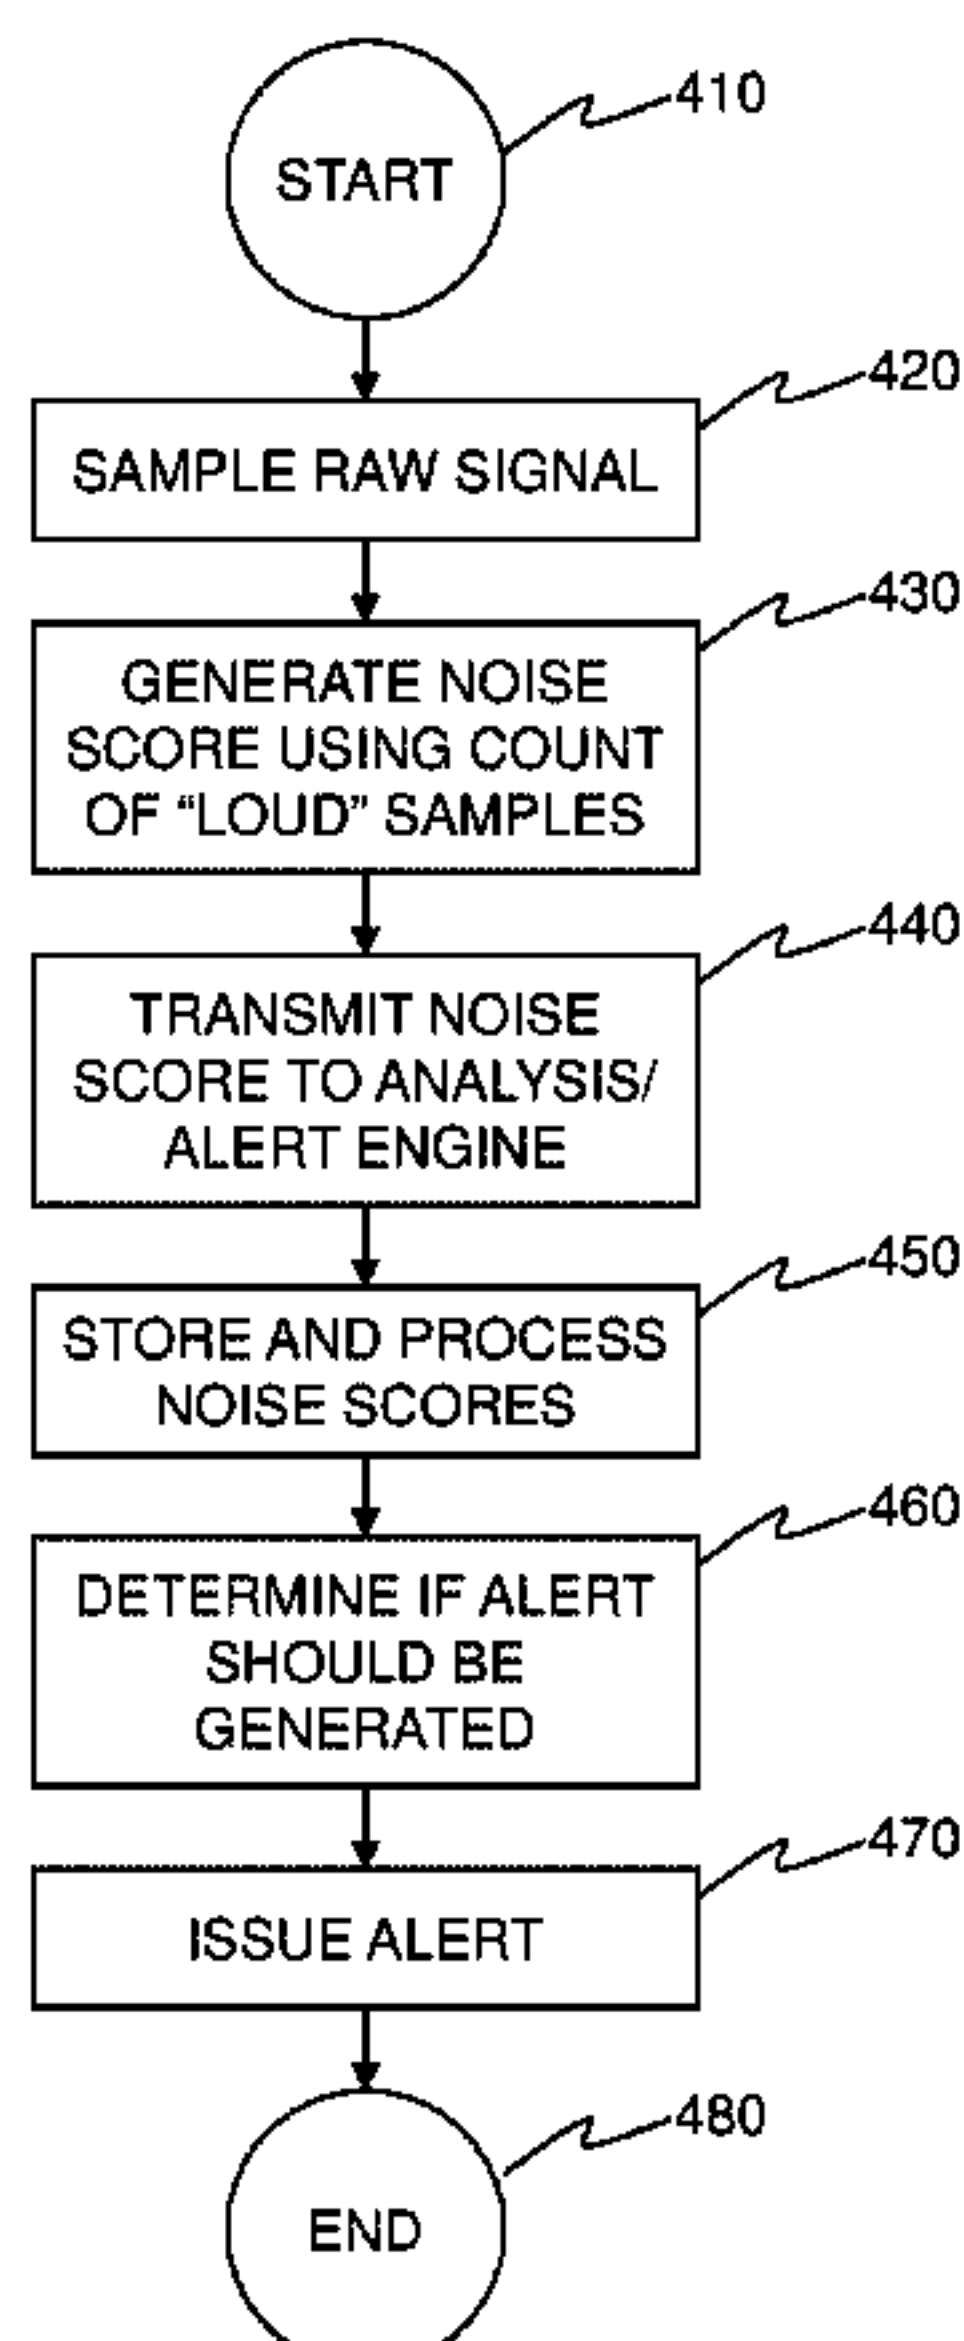 410
START
420
SAMPLE RAW SIGNAL
430
GENERATE NOISE
SCORE USING COUNT
OF “LOUD” SAMPLES
440
TRANSMIT NOISE
SCORE TO ANALYSIS/
ALERT ENGINE
450
STORE AND PROCESS
NOISE SCORES
460
DETERMINE IF ALERT
SHOULD BE
GENERATED
470
ISSUE ALERT
480
END